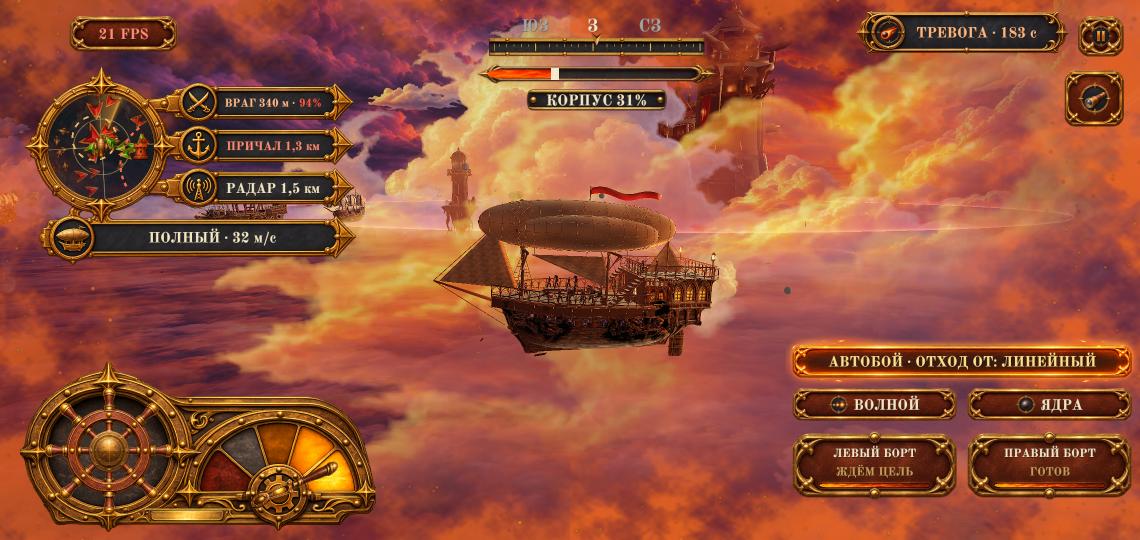 21 FPS
ЮЗ З СЗ
ТРЕВОГА · 183 с
КОРПУС 31%
ВРАГ 340 м · 94%
ПРИЧАЛ 1,3 км
РАДАР 1,5 км
ПОЛНЫЙ · 32 м/с
АВТОБОЙ · ОТХОД ОТ: ЛИНЕЙНЫЙ
ВОЛНОЙ
ЯДРА
ЛЕВЫЙ БОРТ
ЖДЁМ ЦЕЛЬ
ПРАВЫЙ БОРТ
ГОТОВ